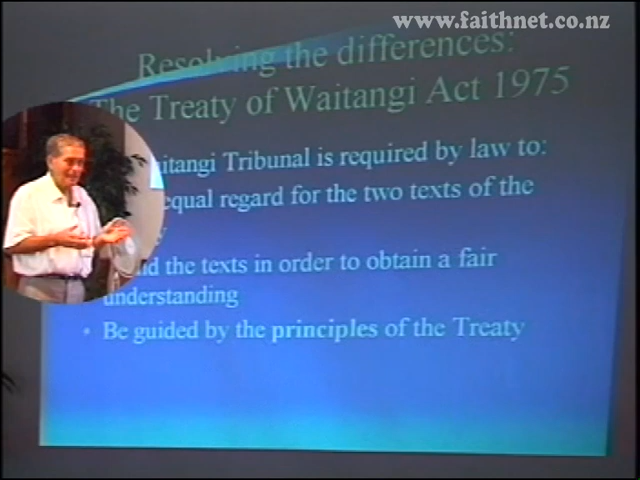 www.faithnet.co.nz
Resolving the differences:
The Treaty of Waitangi Act 1975
itangi Tribunal is required by law to:
equal regard for the two texts of the
d the texts in order to obtain a fair
understanding
• Be guided by the principles of the Treaty